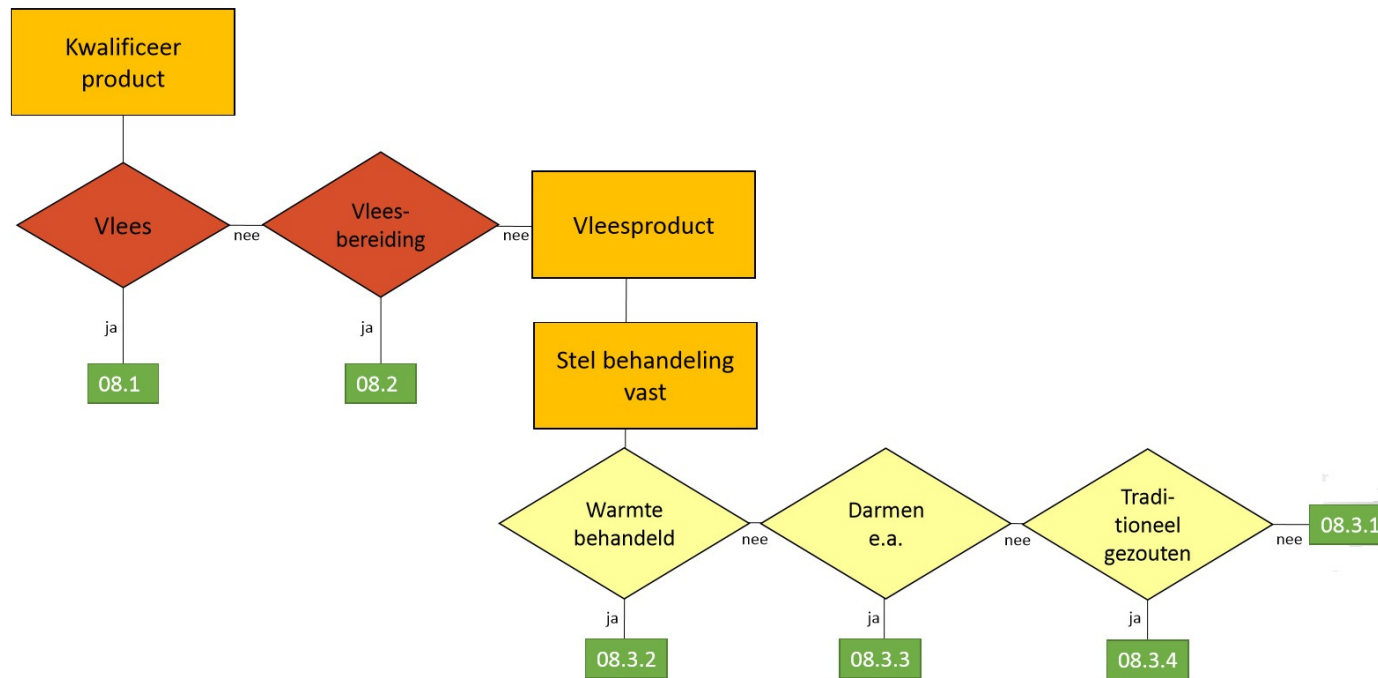 Kwalificeer
product
Vlees
nee
Vlees-
bereiding
nee
Vleesproduct
ja
ja
08.1
08.2
Stel behandeling
vast
Warmte
behandeld
nee
Darmen
e.a.
nee
Tradi-
tioneel
gezouten
nee
08.3.1
ja
ja
ja
08.3.2
08.3.3
08.3.4